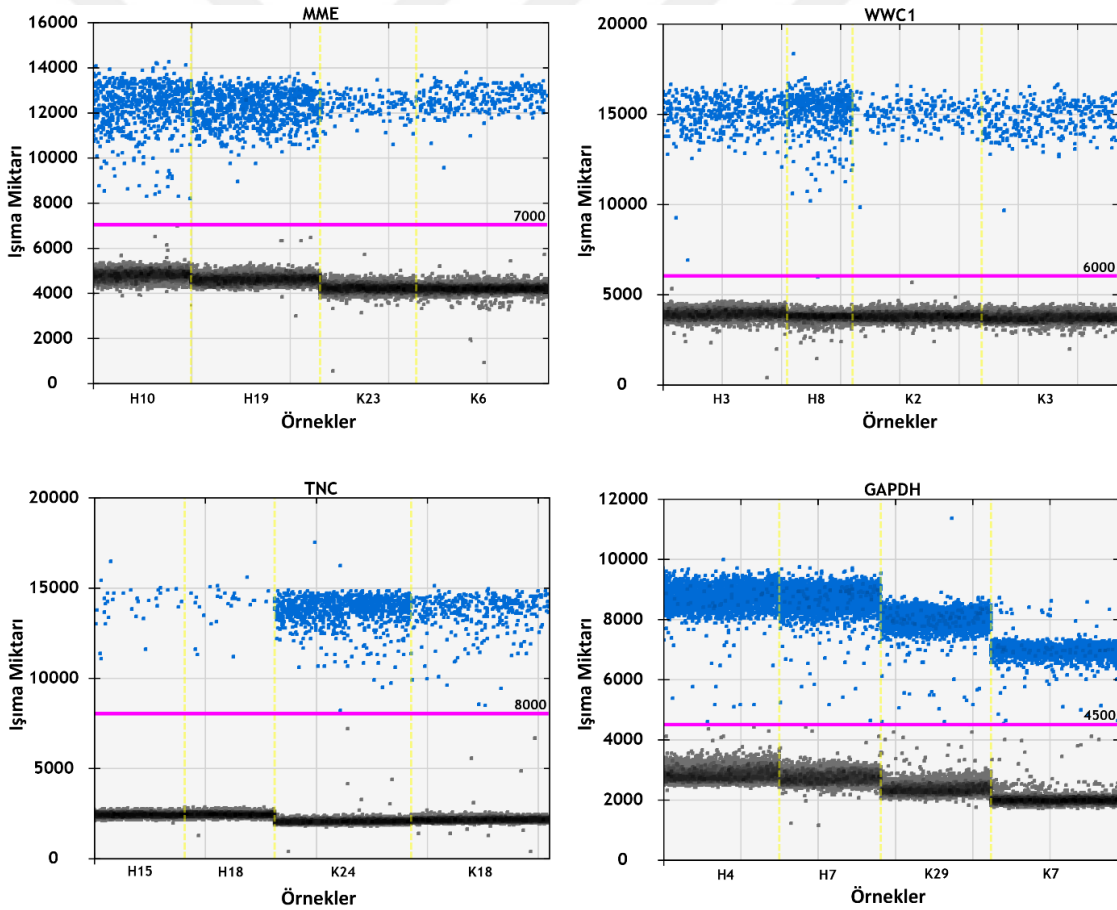 MME
16000
14000
12000
10000
8000
6000
4000
2000
0
Işıma Miktarı
7000
H10 H19 K23 K6
Örnekler
WWC1
20000
15000
10000
5000
0
Işıma Miktarı
6000
H3 H8 K2 K3
Örnekler
TNC
20000
15000
10000
5000
0
Işıma Miktarı
8000
H15 H18 K24 K18
Örnekler
GAPDH
12000
10000
8000
6000
4000
2000
0
Işıma Miktarı
4500
H4 H7 K29 K7
Örnekler